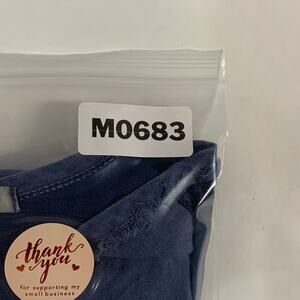 M0683
thank
you
for supporting my
small business